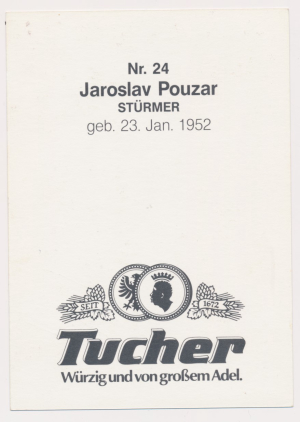 Nr. 24
Jaroslav Pouzar
STÜRMER
geb. 23. Jan. 1952
SEIT 1672
Tucher
Würzig und von großem Adel.